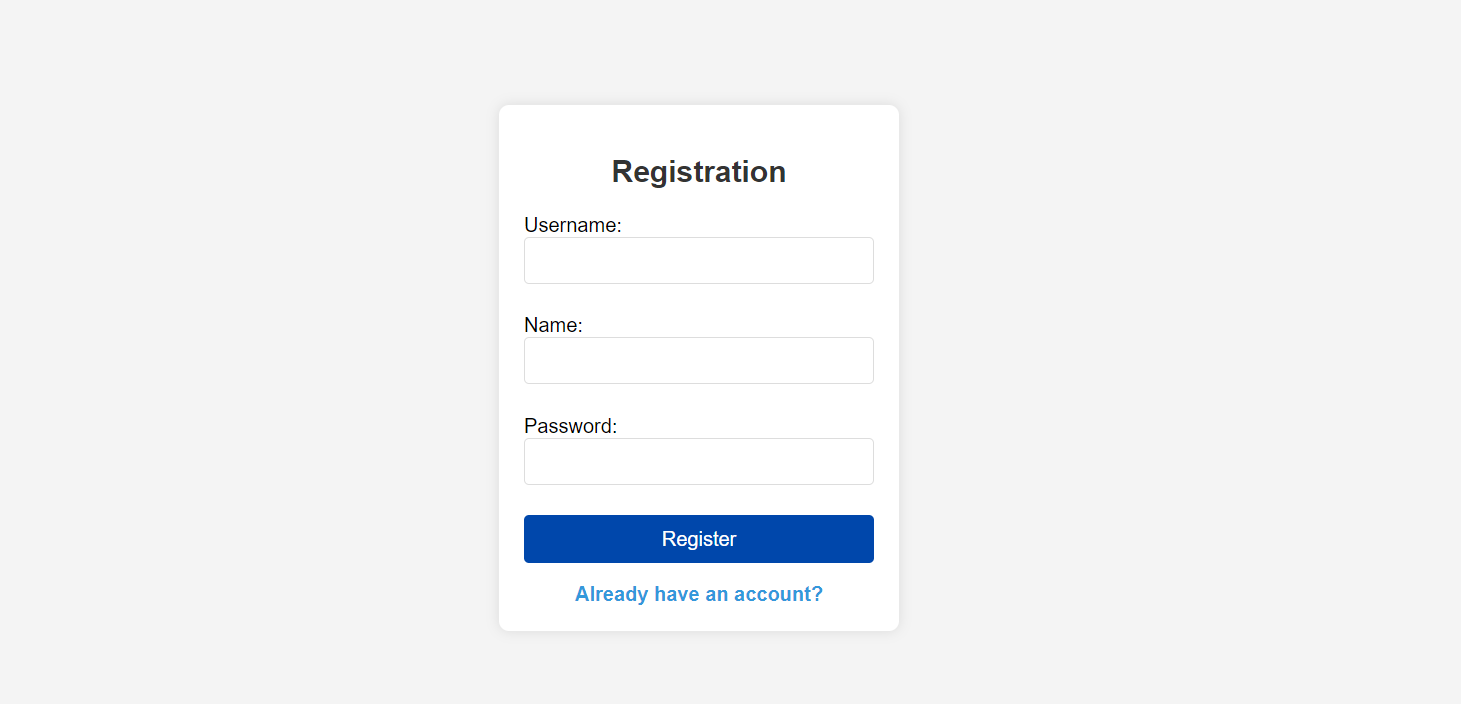 Registration
Username:
Name:
Password:
Register
Already have an account?